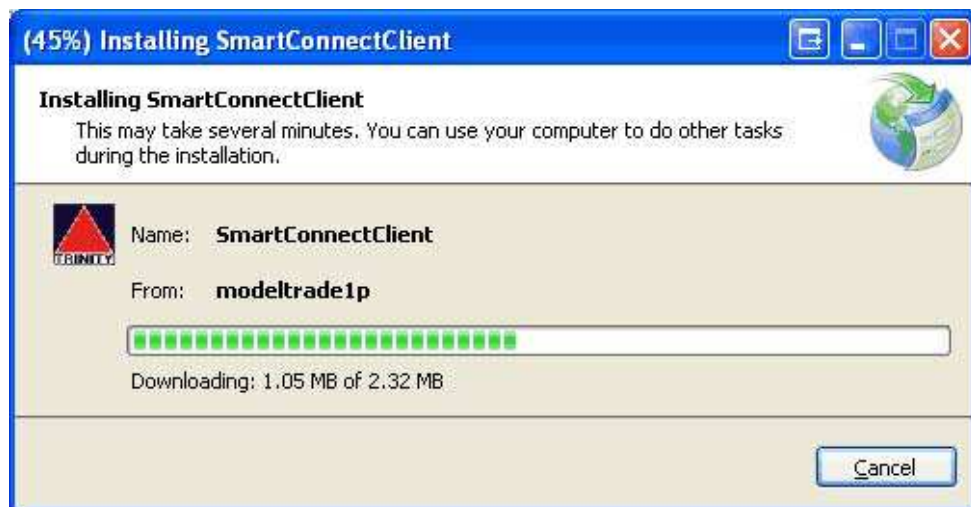 (45%) Installing SmartConnectClient
Installing SmartConnectClient
This may take several minutes. You can use your computer to do other tasks
during the installation.
TRINITY
Name: SmartConnectClient
From: modeltrade1p
Downloading: 1.05 MB of 2.32 MB
Cancel